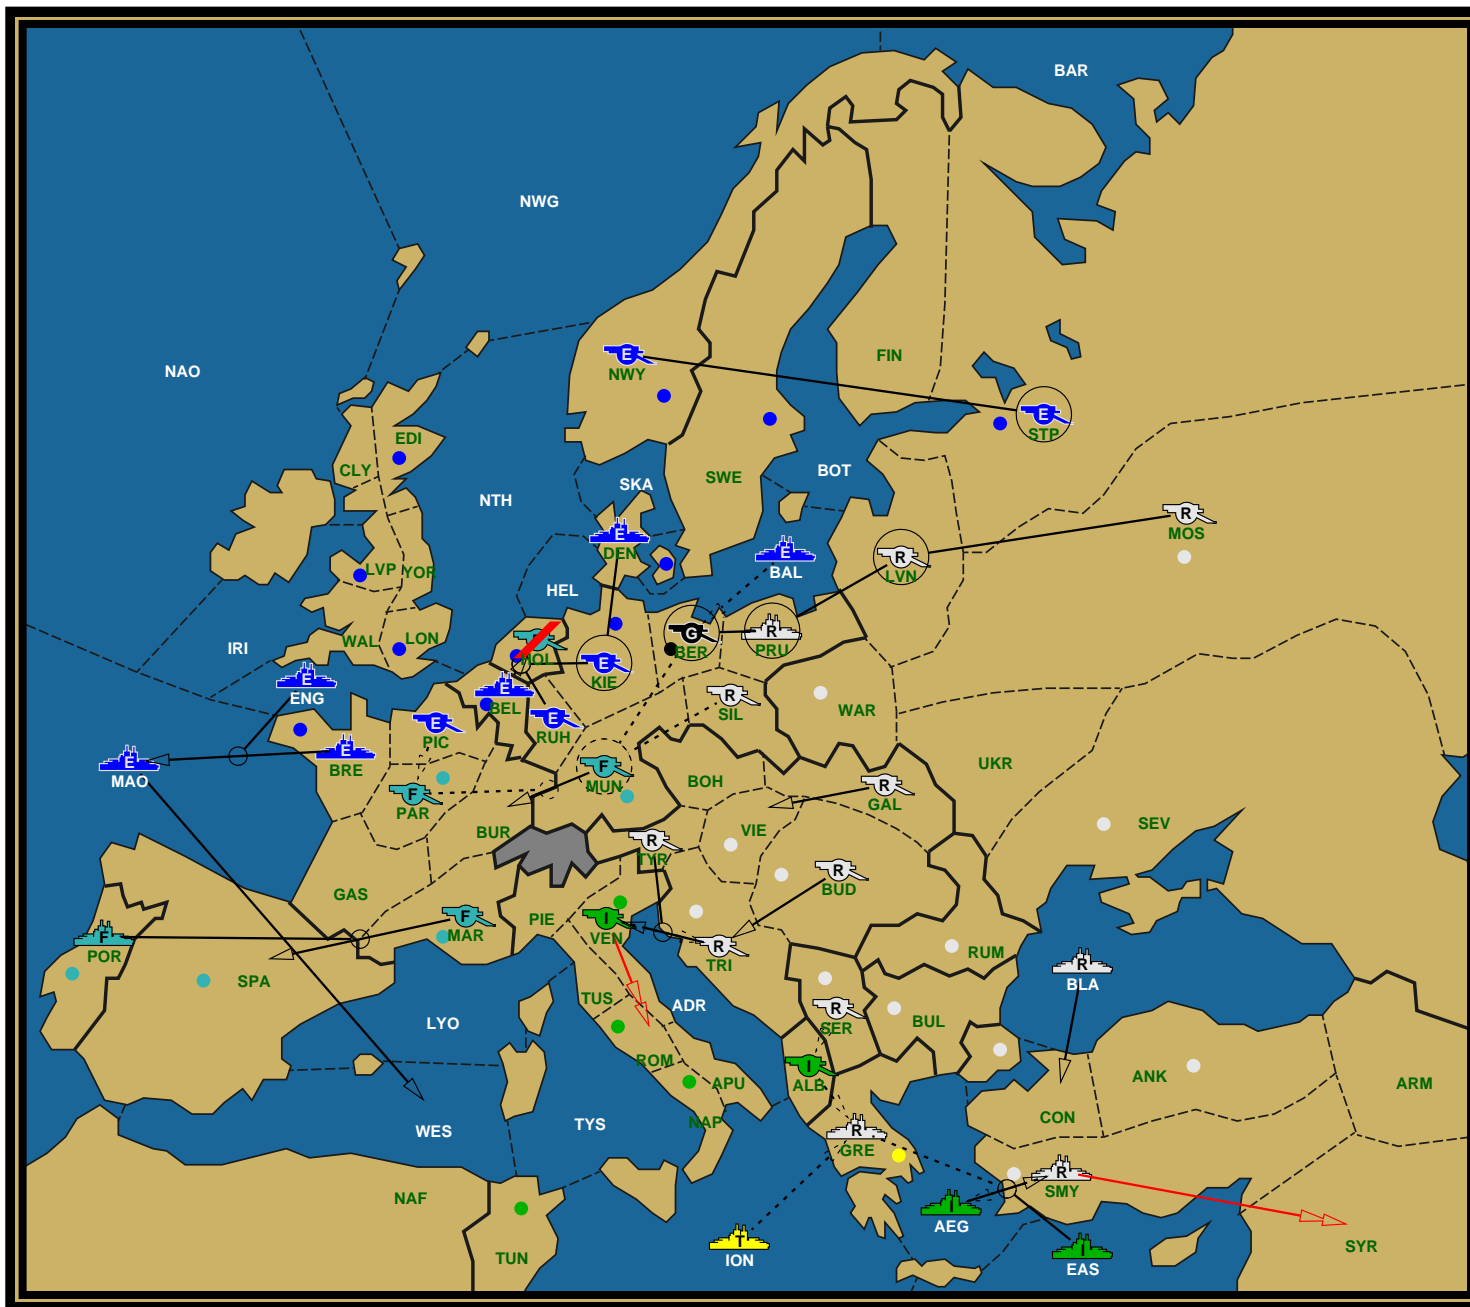 BAR
NWG
NAO
FIN
E
NWY
E
STP
EDI
CLY
SWE
BOT
SKA
NTH
R
MOS
E
DEN
E
BAL
R
LVN
LVP
YOR
HEL
IRI
WAL
LON
HOL
G
BER
R
PRU
E
KIE
E
ENG
E
BEL
E
RUH
E
PIC
R
SIL
WAR
E
MAO
E
BRE
F
MUN
F
PAR
BOH
R
GAL
UKR
BUR
VIE
SEV
R
TYR
R
BUD
GAS
F
MAR
PIE
I
VEN
F
POR
R
TRI
RUM
SPA
R
BLA
TUS
ADR
R
SER
BUL
LYO
ROM
APU
I
ALB
ANK
ARM
CON
WES
TYS
NAP
R
GRE
NAF
R
SMY
I
AEG
T
ION
I
EAS
SYR
TUN